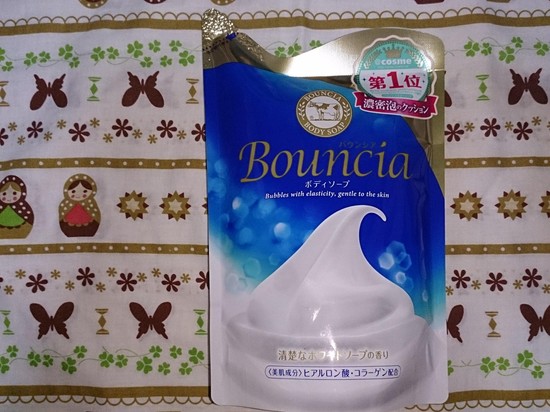 @cosme
第1位
濃密泡のクッション
BOUNCIA
BODY SOAP
バウンシア
Bouncia
ボディソープ
Bubbles with elasticity, gentle to the skin
清楚なホワイトソープの香り
〈美肌成分〉ヒアルロン酸・コラーゲン配合